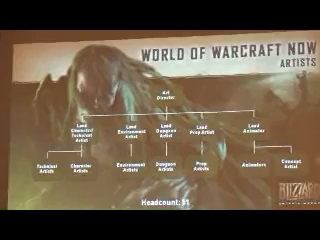 WORLD OF WARCRAFT NOW
ARTISTS
Art
Director
Lead
Character/
Technical
Artist
Lead
Environment
Artist
Lead
Dungeon
Artist
Lead
Prop Artist
Lead
Animator
Technical
Artists
Character
Artists
Environment
Artists
Dungeon
Artists
Prop
Artists
Animators
Concept
Artist
BLIZZARD
ENTERTAINMENT
Headcount: 51